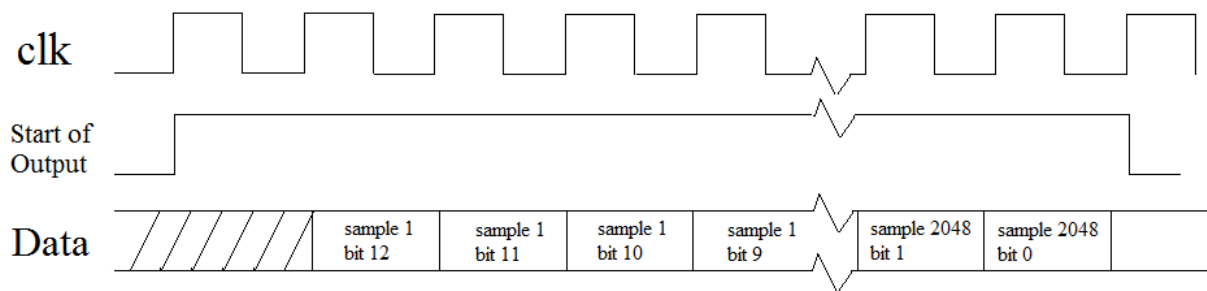 clk
Start of
Output
Data
sample 1
bit 12
sample 1
bit 11
sample 1
bit 10
sample 1
bit 9
sample 2048
bit 1
sample 2048
bit 0